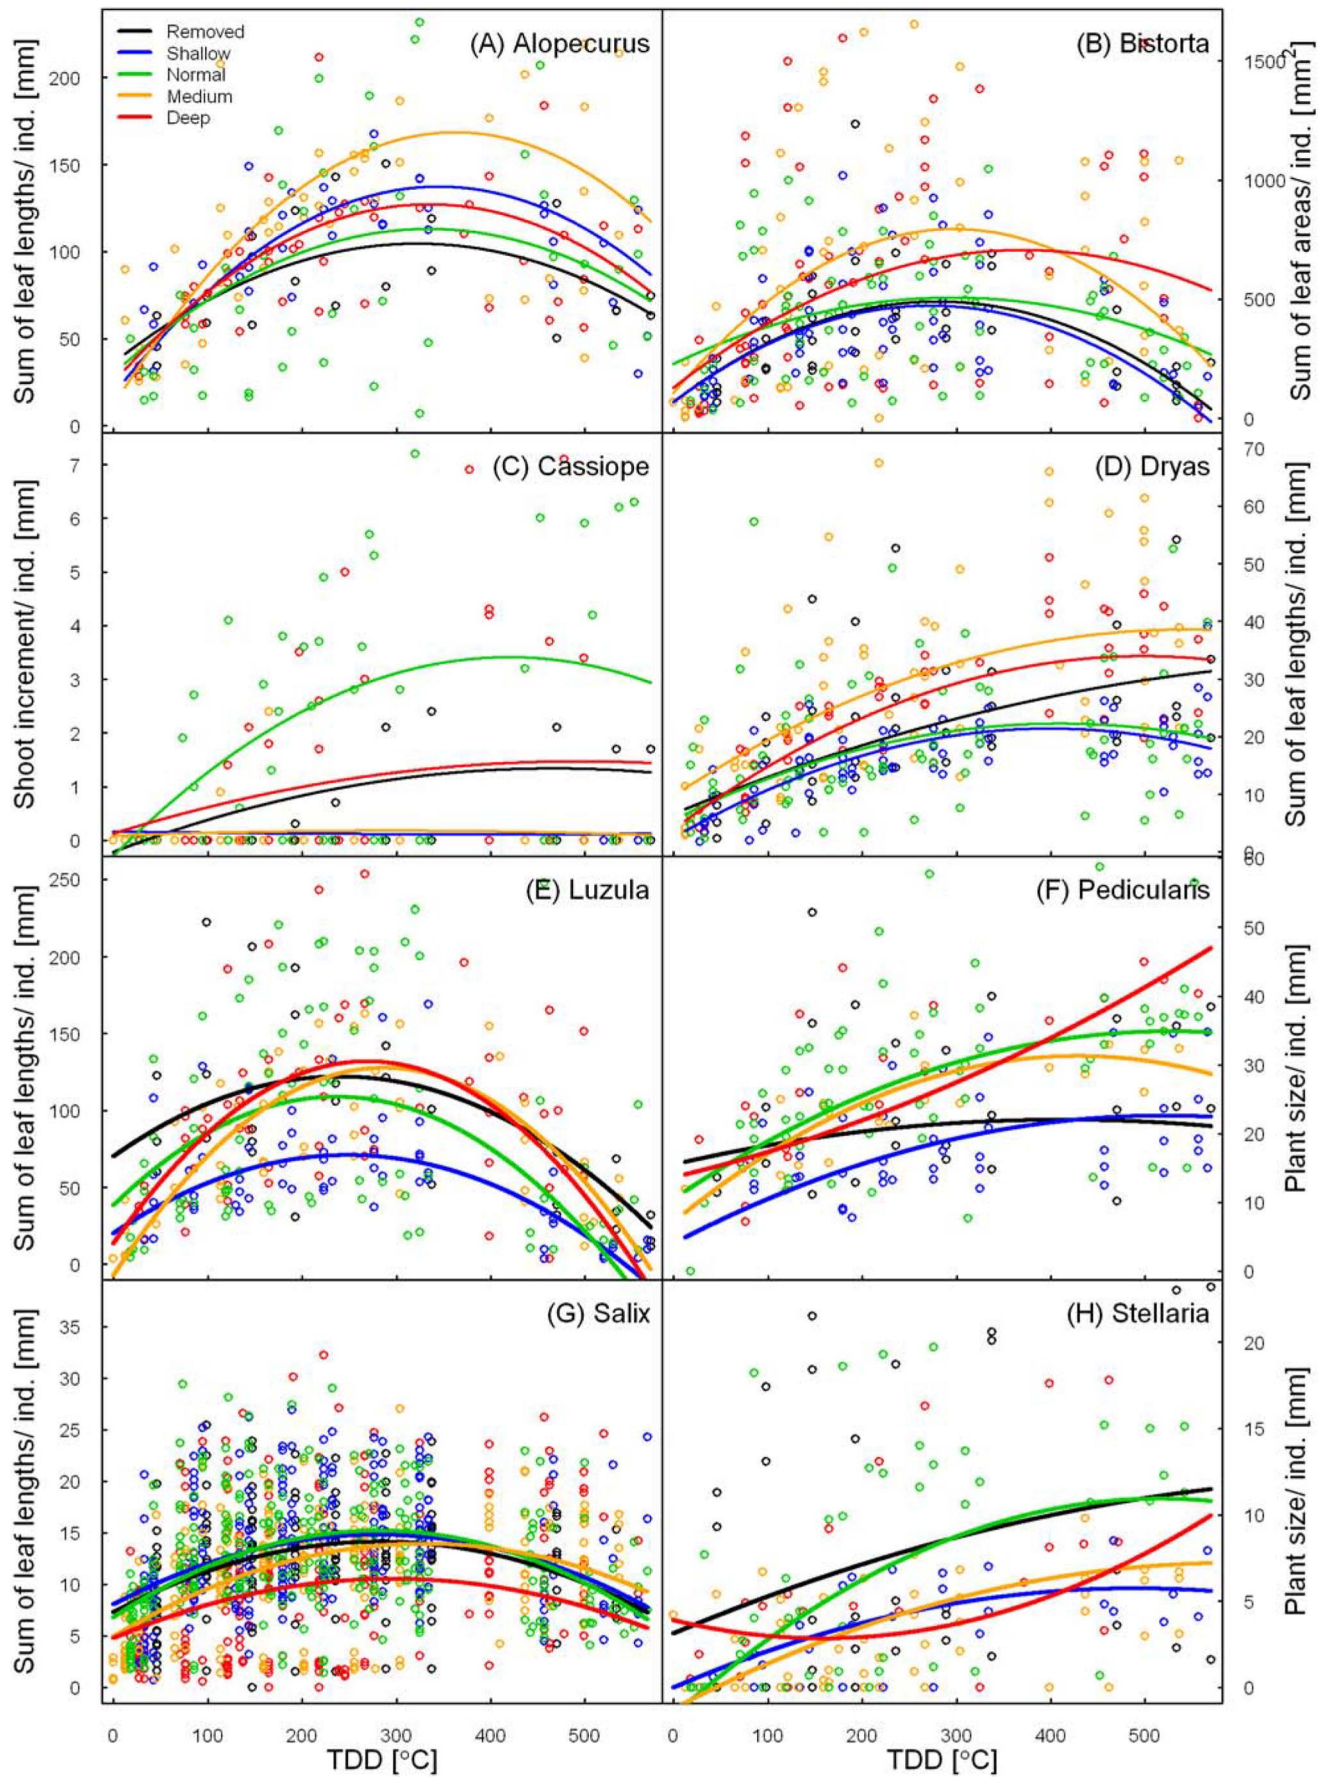 Removed
Shallow
Normal
Medium
Deep
(A) Alopecurus
Sum of leaf lengths/ ind. [mm]
200
150
100
50
0
(B) Bistorta
1500
1000
500
0
Sum of leaf areas/ ind. [mm²]
(C) Cassiope
Shoot increment/ ind. [mm]
7
6
5
4
3
2
1
0
(D) Dryas
70
60
50
40
30
20
10
0
Sum of leaf lengths/ ind. [mm]
(E) Luzula
Sum of leaf lengths/ ind. [mm]
250
200
150
100
50
0
(F) Pedicularis
60
50
40
30
20
10
0
Plant size/ ind. [mm]
(G) Salix
Sum of leaf lengths/ ind. [mm]
35
30
25
20
15
10
5
0
(H) Stellaria
20
15
10
5
0
Plant size/ ind. [mm]
0 100 200 300 400 500
0 100 200 300 400 500
TDD [°C]
TDD [°C]